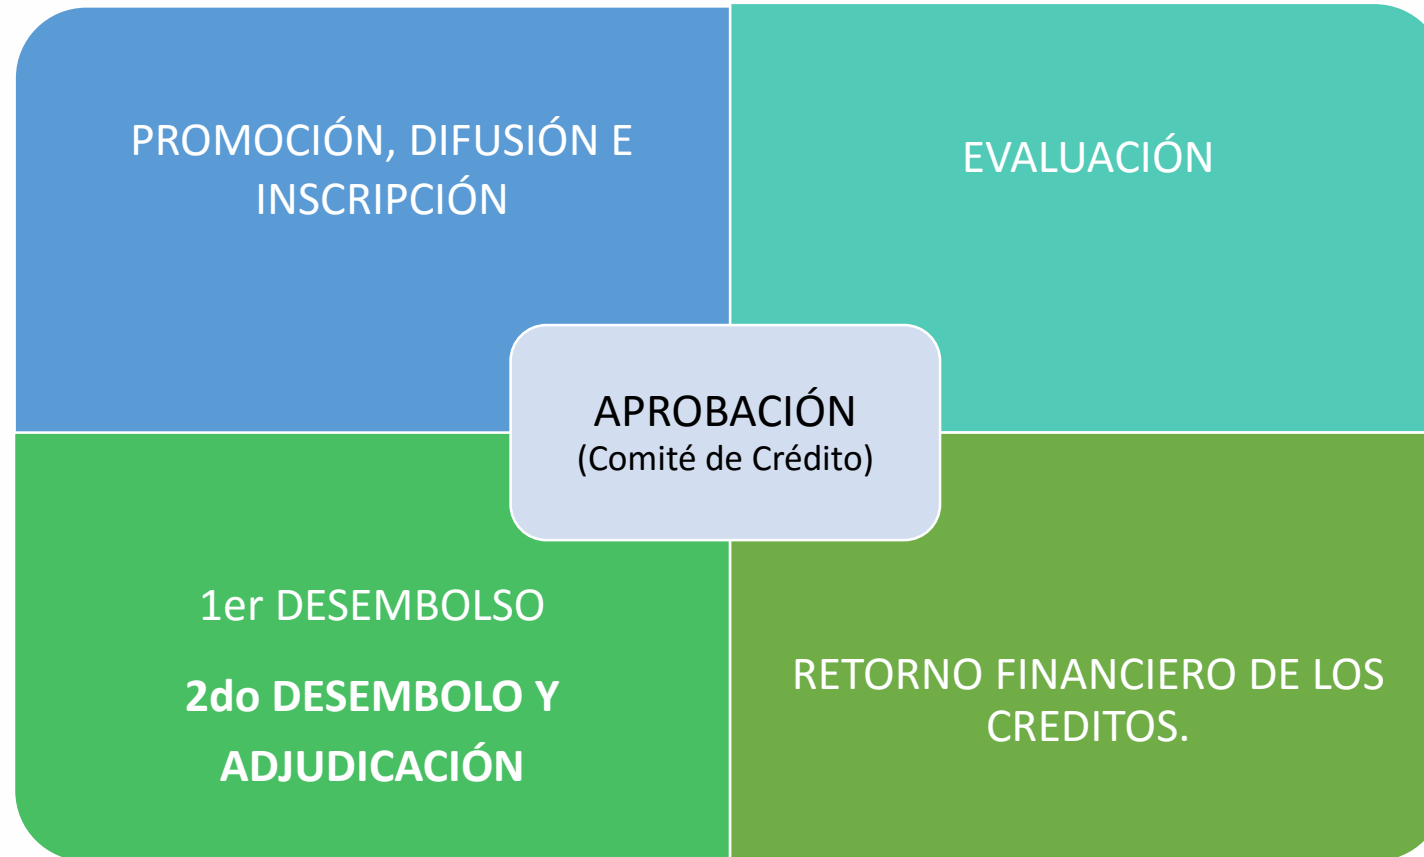 PROMOCIÓN, DIFUSIÓN E
INSCRIPCIÓN
EVALUACIÓN
APROBACIÓN
(Comité de Crédito)
1er DESEMBOLSO
2do DESEMBOLO Y
ADJUDICACIÓN
RETORNO FINANCIERO DE LOS
CREDITOS.